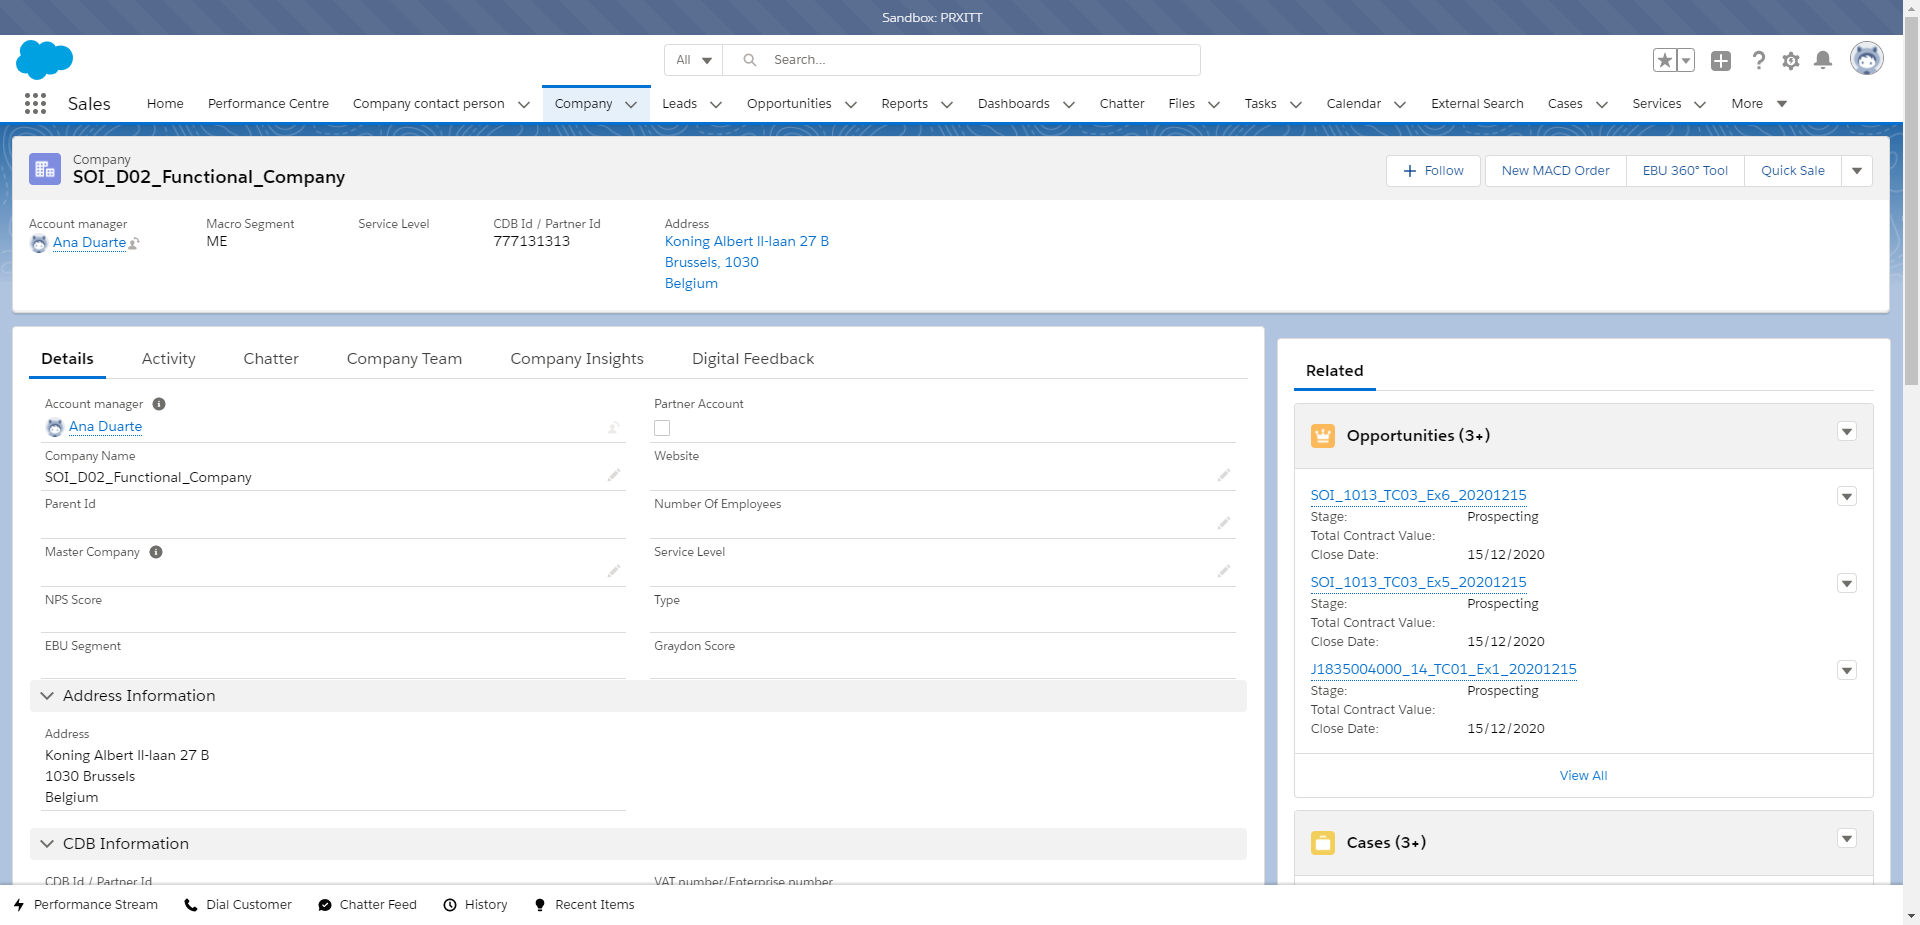 Sandbox: PRXITT
All
Search...
Sales
Home
Performance Centre
Company contact person
Company
Leads
Opportunities
Reports
Dashboards
Chatter
Files
Tasks
Calendar
External Search
Cases
Services
More
Company
SOI_D02_Functional_Company
Follow
New MACD Order
EBU 360° Tool
Quick Sale
Account manager
Ana Duarte
Macro Segment
ME
Service Level
CDB Id / Partner Id
777131313
Address
Koning Albert II-laan 27 B
Brussels, 1030
Belgium
Details
Activity
Chatter
Company Team
Company Insights
Digital Feedback
Account manager
Ana Duarte
Partner Account
Company Name
SOI_D02_Functional_Company
Website
Parent Id
Number Of Employees
Master Company
Service Level
NPS Score
Type
EBU Segment
Graydon Score
Address Information
Address
Koning Albert II-laan 27 B
1030 Brussels
Belgium
CDB Information
CDB Id / Partner Id
VAT number/Enterprise number
Related
Opportunities (3+)
SOI_1013_TC03_Ex6_20201215
Stage: Prospecting
Total Contract Value:
Close Date: 15/12/2020
SOI_1013_TC03_Ex5_20201215
Stage: Prospecting
Total Contract Value:
Close Date: 15/12/2020
J1835004000_14_TC01_Ex1_20201215
Stage: Prospecting
Total Contract Value:
Close Date: 15/12/2020
View All
Cases (3+)
Performance Stream
Dial Customer
Chatter Feed
History
Recent Items